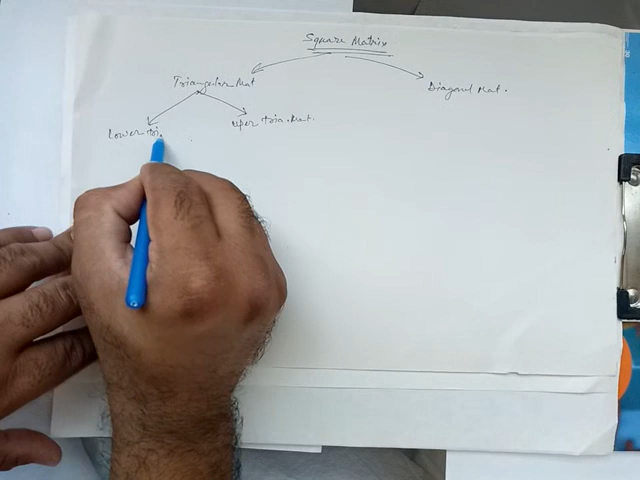 Square Matrix
Triangular Mat
Diagonal Mat.
Lower tri.
uper tria. Mat.